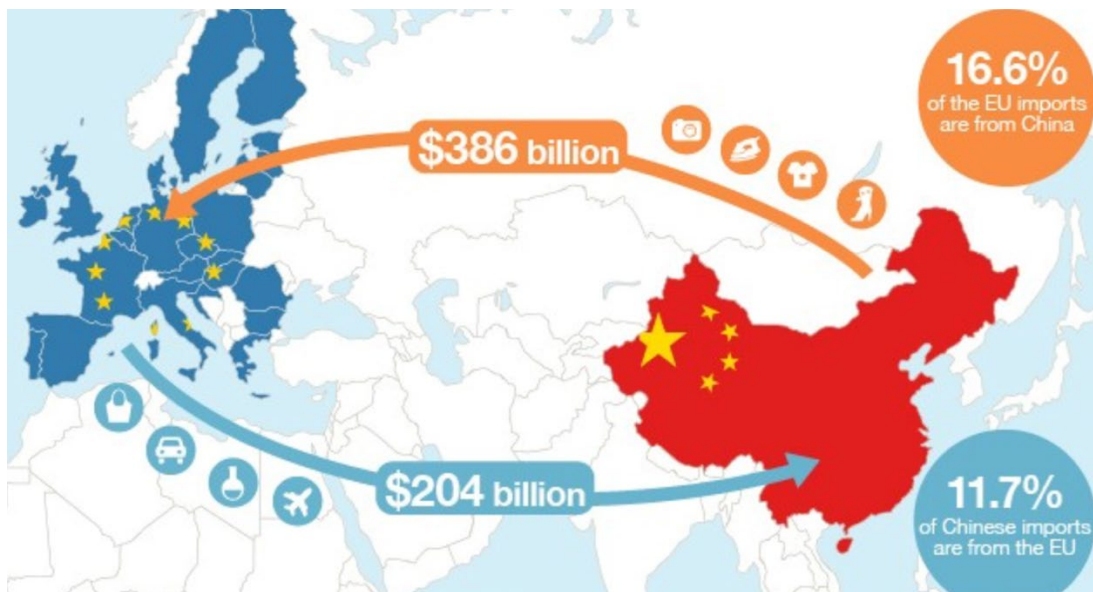 16.6%
of the EU imports
are from China
$386 billion
$204 billion
11.7%
of Chinese imports
are from the EU